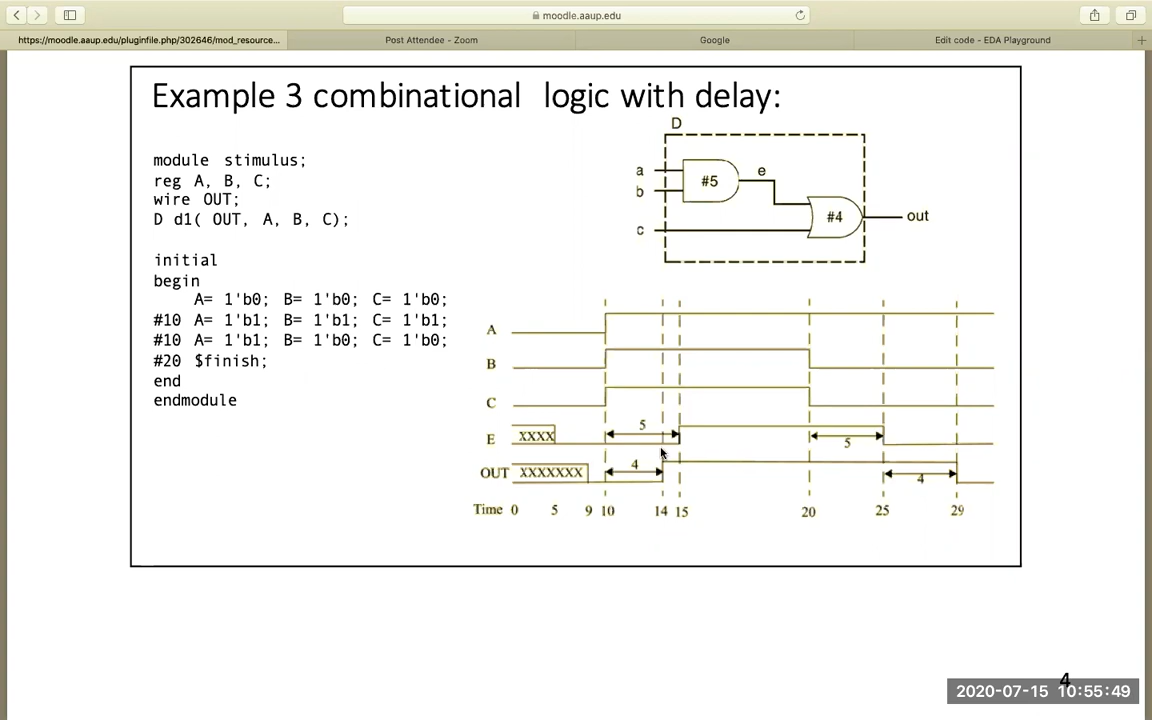 moodle.aaup.edu
https://moodle.aaup.edu/pluginfile.php/302646/mod_resource...
Post Attendee - Zoom
Google
Edit code - EDA Playground
Example 3 combinational logic with delay:
module stimulus;
reg A, B, C;
wire OUT;
D d1( OUT, A, B, C);
initial
begin
A= 1'b0; B= 1'b0; C= 1'b0;
#10 A= 1'b1; B= 1'b1; C= 1'b1;
#10 A= 1'b1; B= 1'b0; C= 1'b0;
#20 $finish;
end
endmodule
D
a
b
c
#5
e
#4
out
A
B
C
E XXXX 5 5
OUT XXXXXXX 4 4
Time 0 5 9 10 14 15 20 25 29
4
2020-07-15 10:55:49